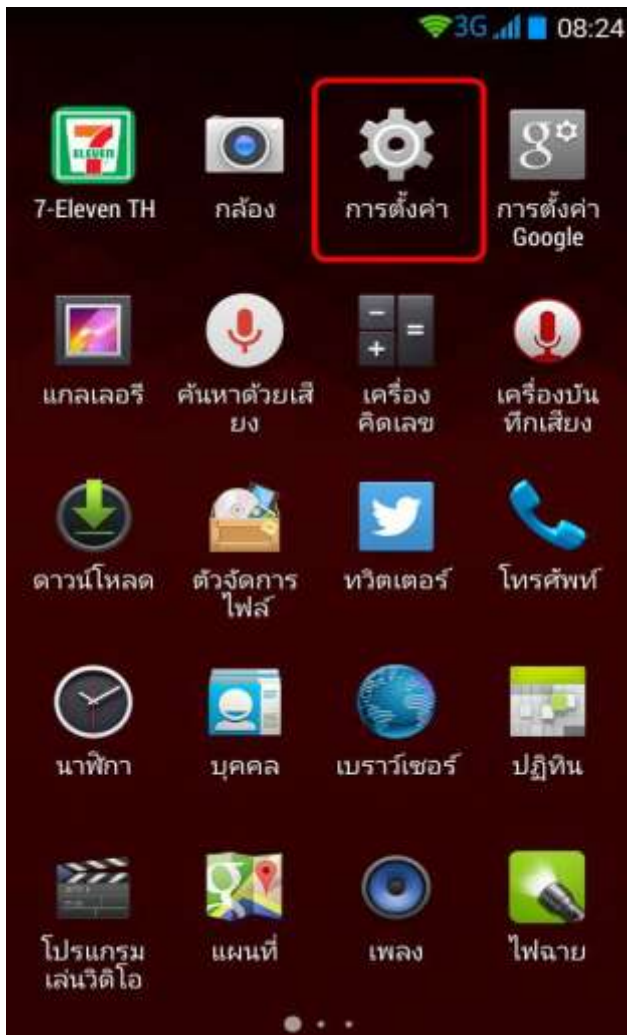 3G 08:24
7-Eleven TH
กล้อง
การตั้งค่า
การตั้งค่า
Google
แกลเลอรี
ค้นหาด้วยเสี
ยง
เครื่อง
คิดเลข
เครื่องบัน
ทึกเสียง
ดาวน์โหลด
ตัวจัดการ
ไฟล์
ทวิตเตอร์
โทรศัพท์
นาฬิกา
บุคคล
เบราว์เซอร์
ปฏิทิน
โปรแกรม
เล่นวิดีโอ
แผนที่
เพลง
ไฟฉาย